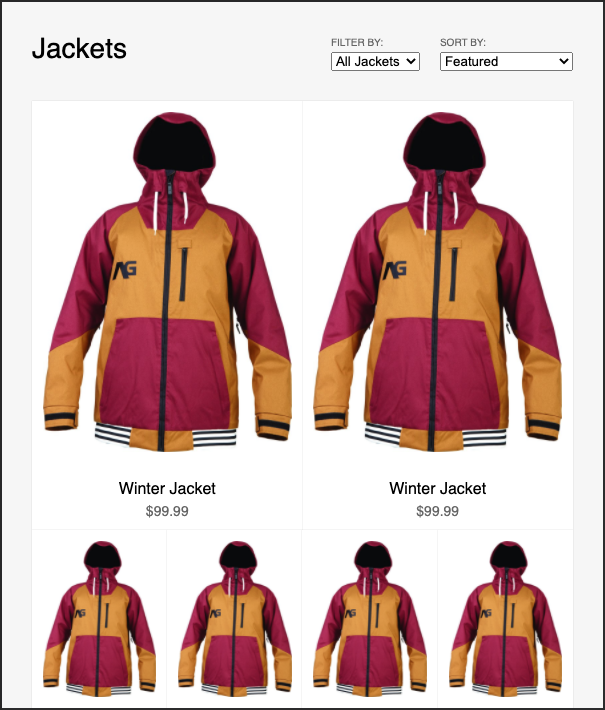 Jackets
FILTER BY:
SORT BY:
All Jackets
Featured
AG
AG
Winter Jacket
Winter Jacket
$99.99
$99.99
AG
AG
AG
AG